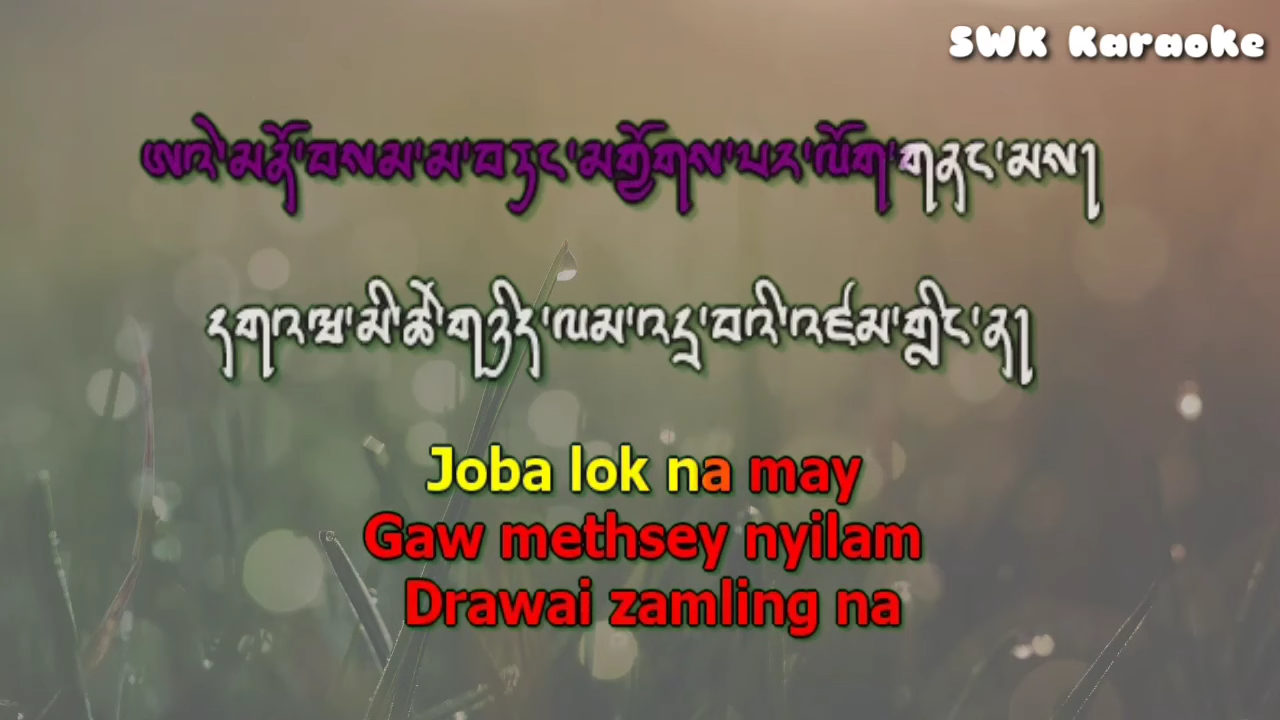 SWK Karaoke
ཨའི་མནོ་བསམ་མ་བཏང་མགྱོགས་པར་ལོག་གནང་མས།
དགའ་བ་མི་ཚེ་གཉིད་ལམ་འདྲ་བའི་འཛམ་གླིང་ན།
Joba lok na may
Gaw methsey nyilam
Drawai zamling na